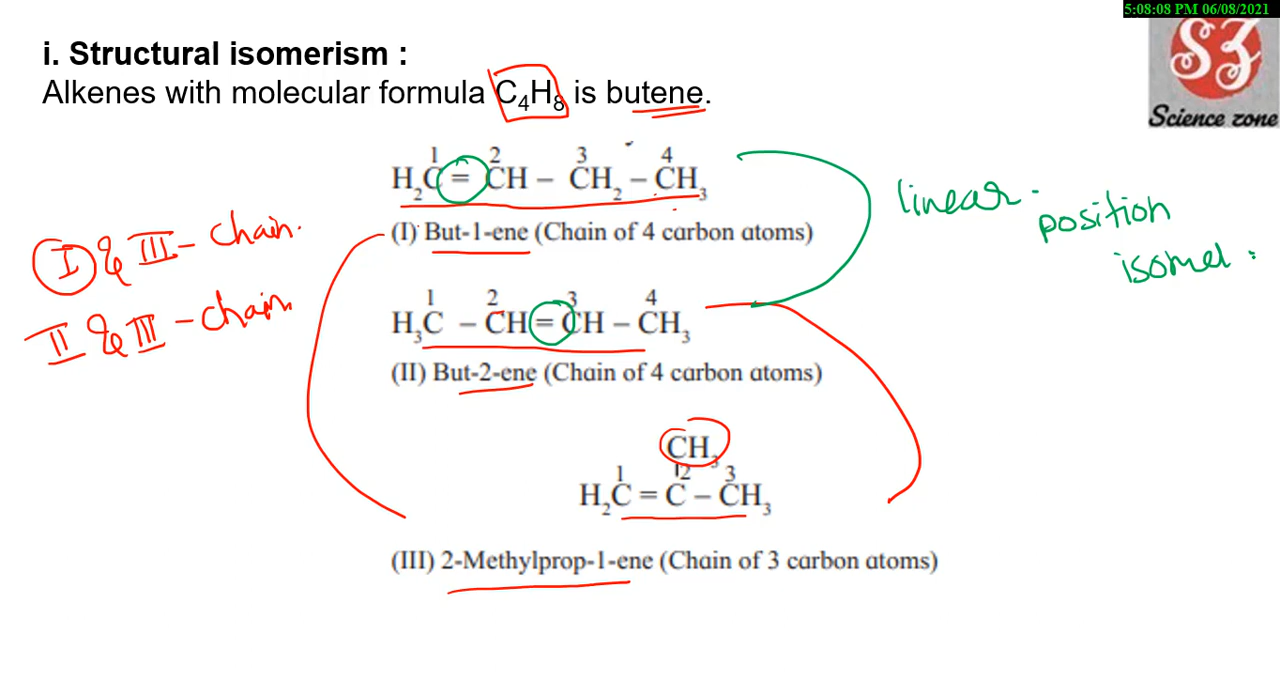 5:08:08 PM 06/08/2021
SZ
Science zone
i. Structural isomerism :
Alkenes with molecular formula C₄H₈ is butene.
1 2 3 4
H₂C = CH – CH₂ – CH₃
(I) But-1-ene (Chain of 4 carbon atoms)
linear -
position
isomer .
I & III - chain.
II & III - chain.
1 2 3 4
H₃C – CH = CH – CH₃
(II) But-2-ene (Chain of 4 carbon atoms)
CH₃
1 2 3
H₂C = C – CH₃
(III) 2-Methylprop-1-ene (Chain of 3 carbon atoms)